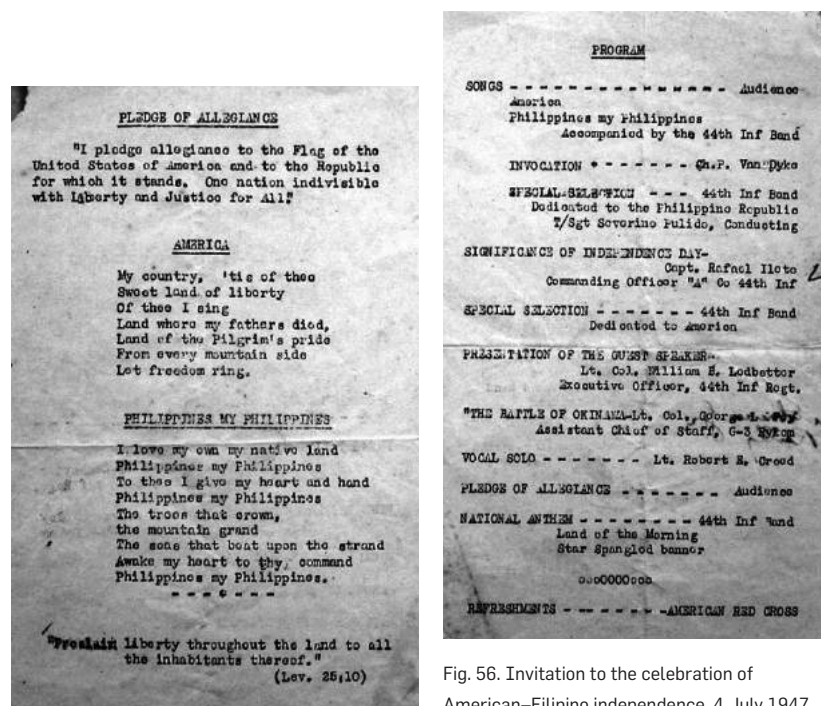 PLEDGE OF ALLEGIANCE
"I pledge allegiance to the Flag of the
United States of America and to the Republic
for which it stands. One nation indivisible
with Liberty and Justice for All."
AMERICA
My country, 'tis of thee
Sweet land of liberty
Of thee I sing
Land where my fathers died,
Land of the Pilgrim's pride
From every mountain side
Let freedom ring.
PHILIPPINES MY PHILIPPINES
I love my own my native land
Philippines my Philippines
To thee I give my heart and hand
Philippines my Philippines
The trees that crown,
the mountain grand
The seas that beat upon the strand
Awake my heart to thy, command
Philippines my Philippines.
"Proclaim liberty throughout the land to all
the inhabitants thereof."
(Lev. 25;10)
PROGRAM
SONGS - - - - - - - - - - - - - - - Audience
America
Philippines my Philippines
Accompanied by the 44th Inf Band
INVOCATION - - - - - - - Ch.P. Van Dyke
SPECIAL SELECTION - - - 44th Inf Band
Dedicated to the Philippine Republic
T/Sgt Severino Pulido, Conducting
SIGNIFICANCE OF INDEPENDENCE DAY-
Capt. Rafael Ileto
Commanding Officer "A" Co 44th Inf
SPECIAL SELECTION - - - - - - - 44th Inf Band
Dedicated to America
PRESENTATION OF THE GUEST SPEAKER-
Lt. Col. William E. Ledbetter
Executive Officer, 44th Inf Regt.
"THE BATTLE OF OKINAWA-Lt. Col. George
Assistant Chief of Staff, G-3 Rykom
VOCAL SOLO - - - - - - - Lt. Robert E. Creed
PLEDGE OF ALLEGIANCE - - - - - - - Audience
NATIONAL ANTHEM - - - - - - - - 44th Inf Band
Land of the Morning
Star Spangled banner
oooOOOOooo
REFRESHMENTS - - - - - - - -AMERICAN RED CROSS
Fig. 56. Invitation to the celebration of
American–Filipino independence, 4 July 1947